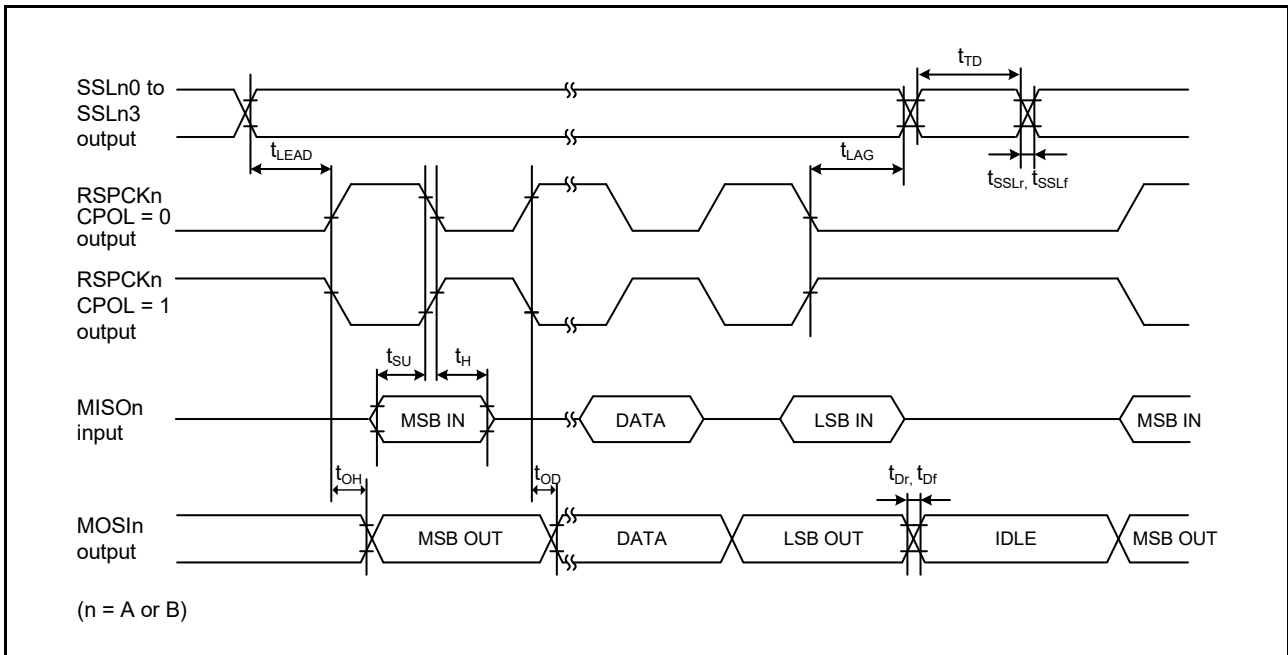 SSLn0 to
SSLn3
output
tTD
tLEAD
tLAG
tSSLr, tSSLf
RSPCKn
CPOL = 0
output
RSPCKn
CPOL = 1
output
tSU
tH
MISOn
input
MSB IN
DATA
LSB IN
MSB IN
tOH
tOD
tDr, tDf
MOSIn
output
MSB OUT
DATA
LSB OUT
IDLE
MSB OUT
(n = A or B)